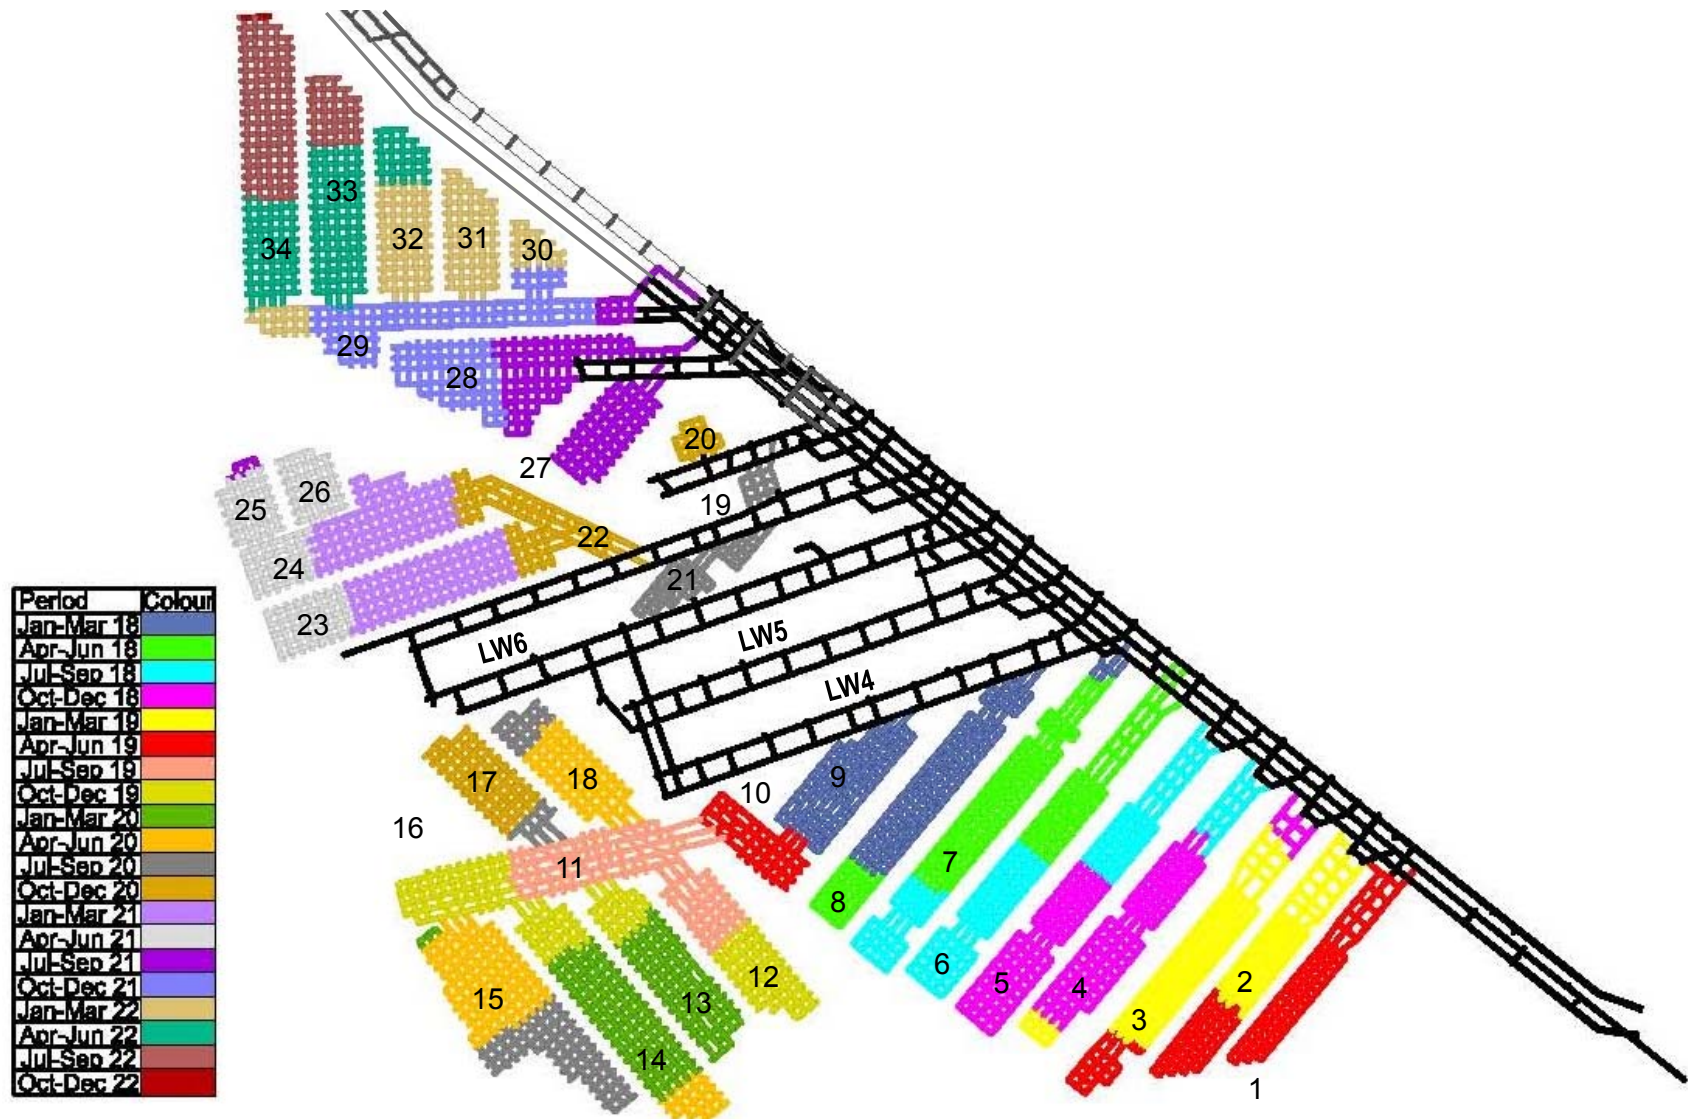 34
33
32
31
30
29
28
27
20
19
26
25
22
24
21
23
LW6
LW5
LW4
Period Colour
Jan-Mar 18
Apr-Jun 18
Jul-Sep 18
Oct-Dec 18
Jan-Mar 19
Apr-Jun 19
Jul-Sep 19
Oct-Dec 19
Jan-Mar 20
Apr-Jun 20
Jul-Sep 20
Oct-Dec 20
Jan-Mar 21
Apr-Jun 21
Jul-Sep 21
Oct-Dec 21
Jan-Mar 22
Apr-Jun 22
Jul-Sep 22
Oct-Dec 22
17
18
10
9
16
11
7
8
15
13
12
6
5
4
2
3
14
1